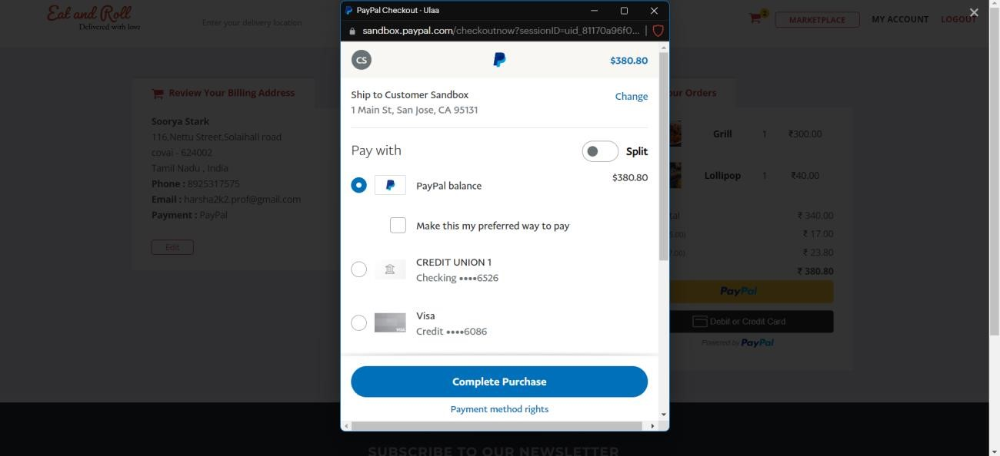 Eat and Roll
Delivered with love
Enter your delivery location
2
MARKETPLACE
MY ACCOUNT
LOGOUT
PayPal Checkout - Ulaa
sandbox.paypal.com/checkoutnow?sessionID=uid_81170a96f0...
CS
$380.80
Ship to Customer Sandbox
Change
1 Main St, San Jose, CA 95131
Pay with
Split
PayPal balance
$380.80
Make this my preferred way to pay
CREDIT UNION 1
Checking ••••6526
Visa
VISA
Credit ••••6086
Complete Purchase
Payment method rights
Review Your Billing Address
Soorya Stark
116,Nettu Street,Solaihall road
covai - 624002
Tamil Nadu , India
Phone : 8925317575
Email : harsha2k2.prof@gmail.com
Payment : PayPal
Edit
our Orders
Grill 1 ₹300.00
Lollipop 1 ₹40.00
tal ₹ 340.00
₹ 17.00
₹ 23.80
₹ 380.80
PayPal
Debit or Credit Card
Powered by PayPal
SUBSCRIBE TO OUR NEWSLETTER